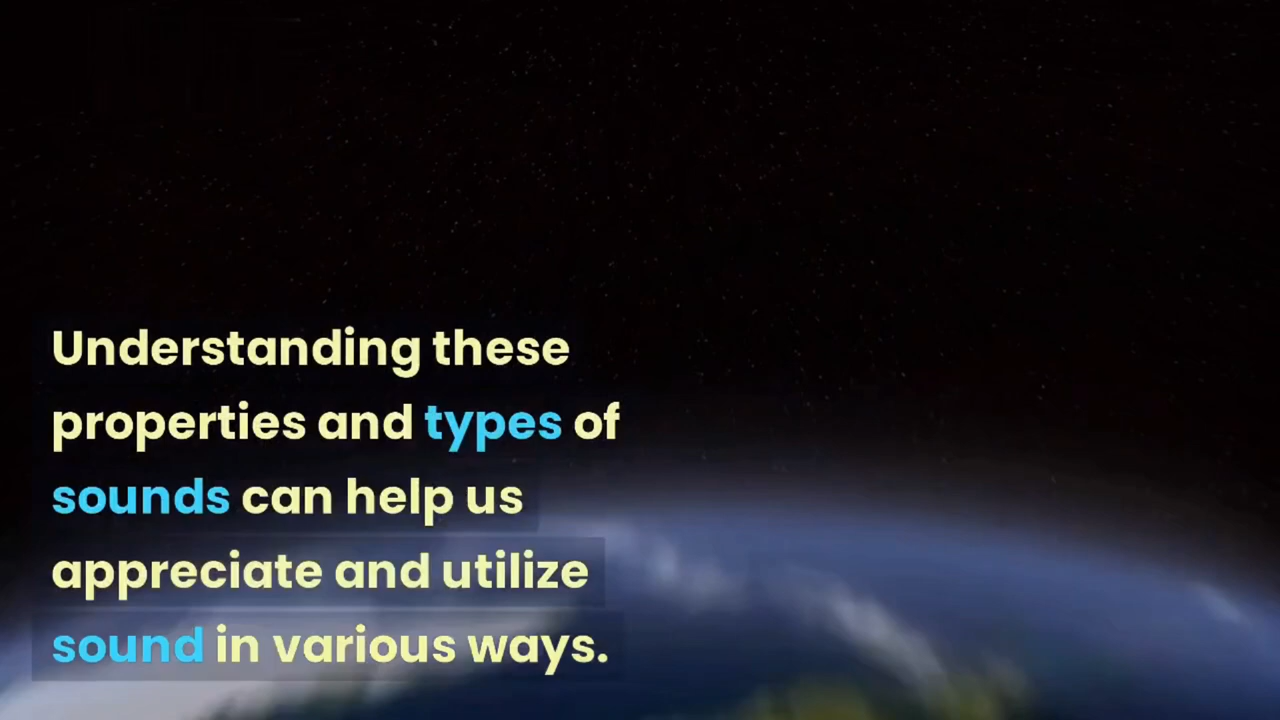 Understanding these
properties and types of
sounds can help us
appreciate and utilize
sound in various ways.